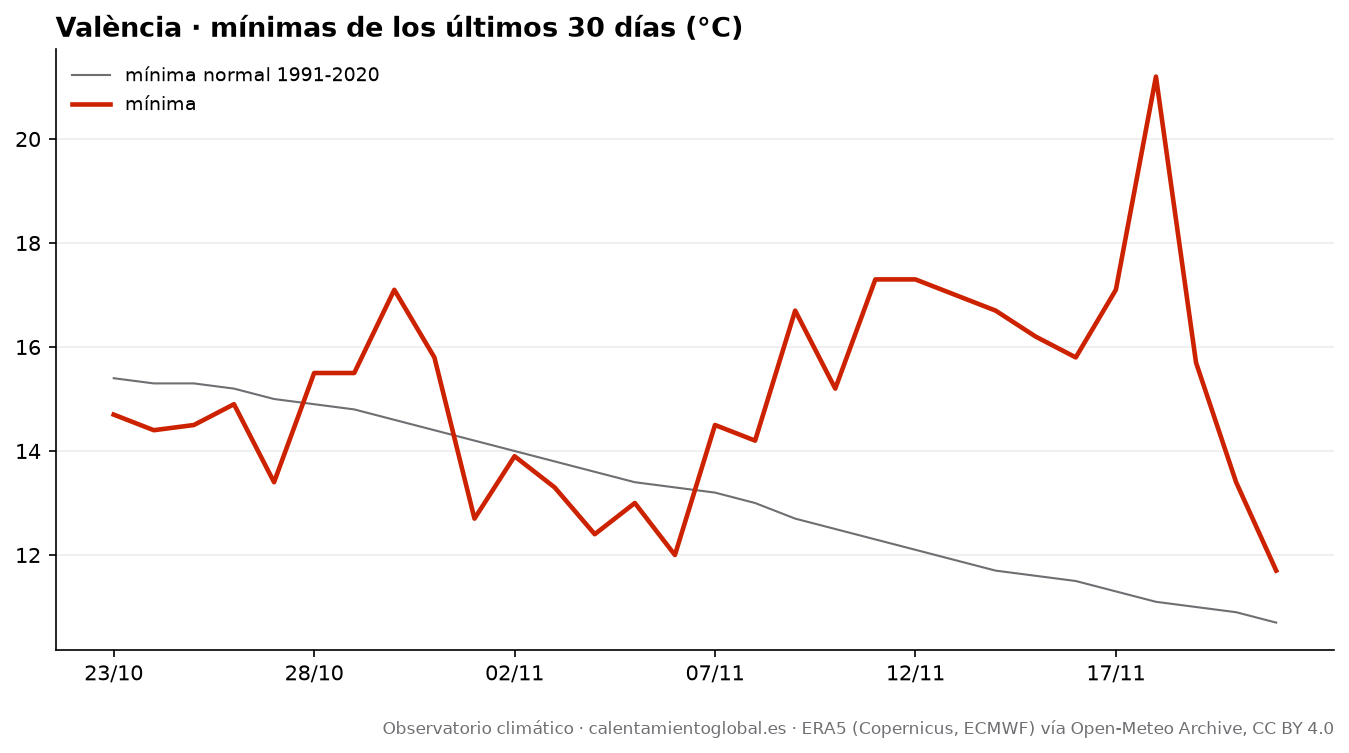 València · mínimas de los últimos 30 días (°C)
mínima normal 1991-2020
mínima
20
18
16
14
12
23/10
28/10
02/11
07/11
12/11
17/11
Observatorio climático · calentamientoglobal.es · ERA5 (Copernicus, ECMWF) vía Open-Meteo Archive, CC BY 4.0